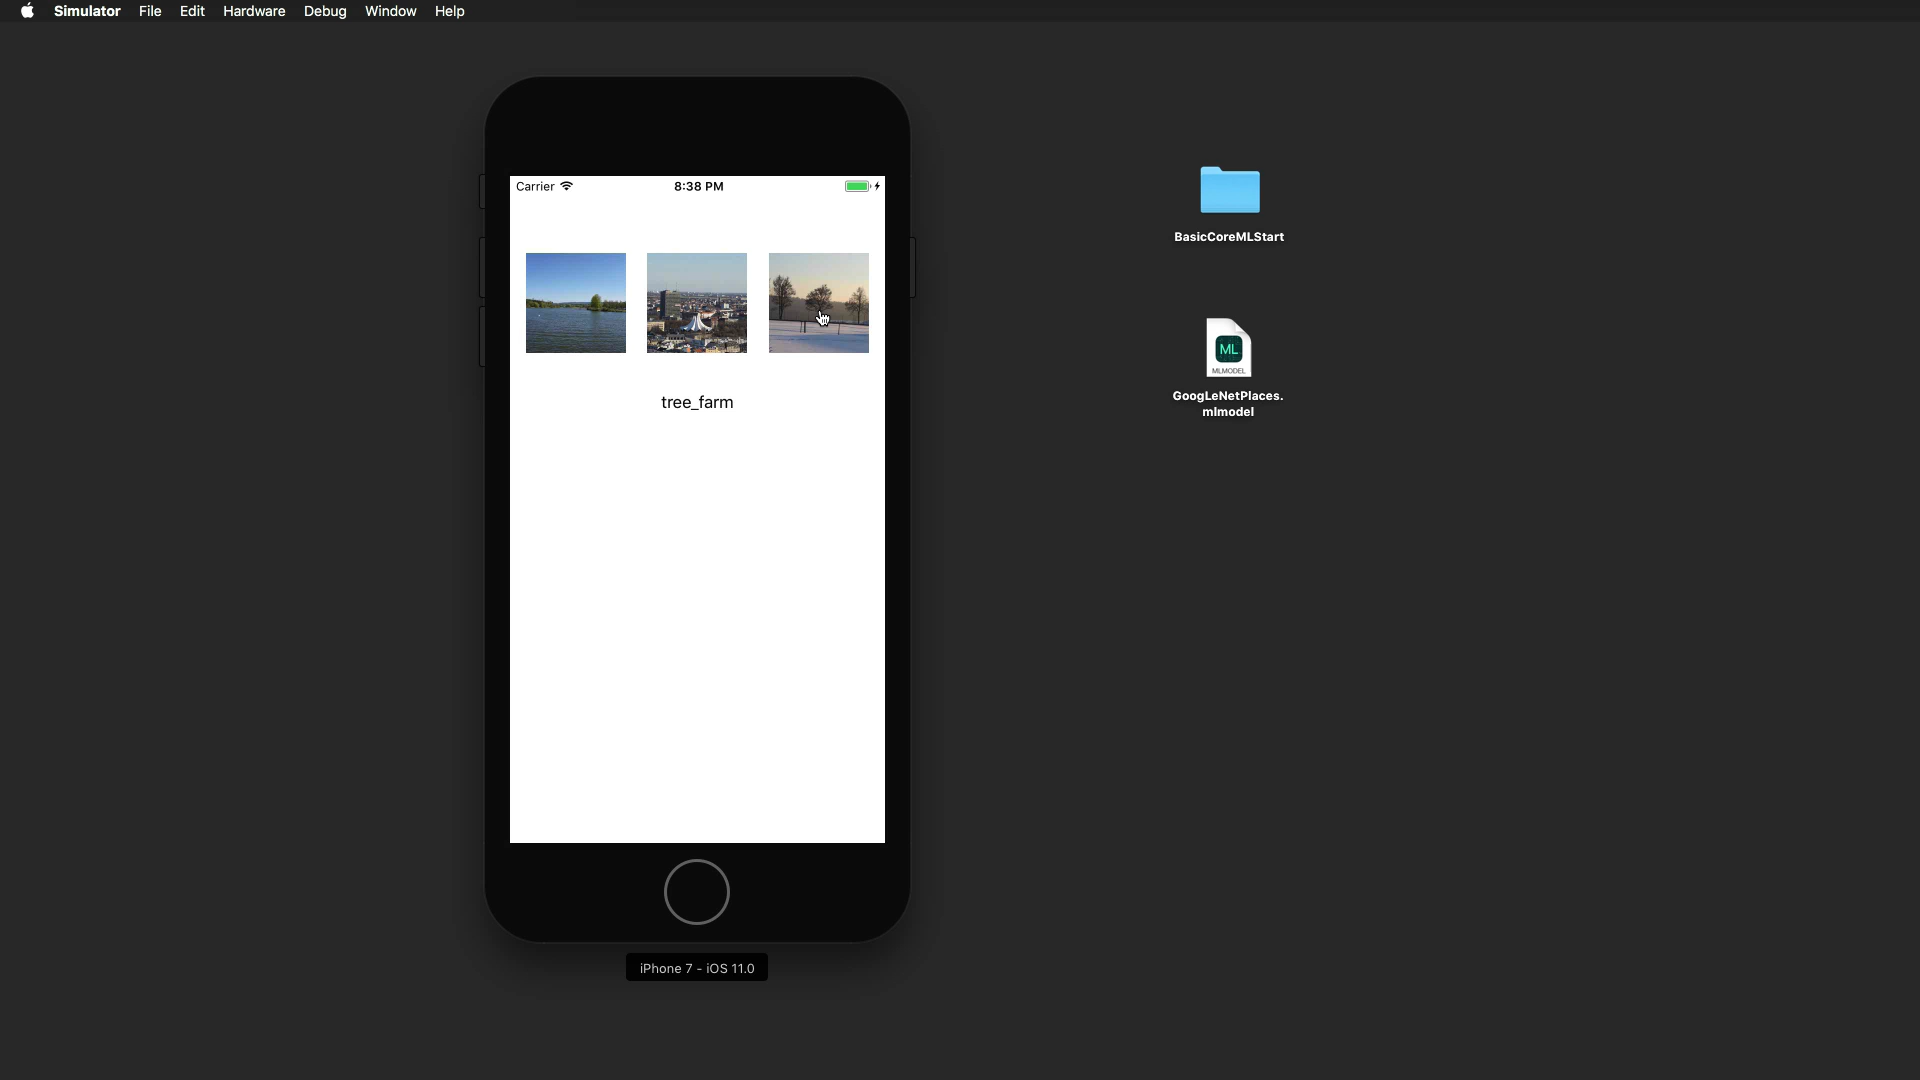 Simulator File Edit Hardware Debug Window Help
Carrier 8:38 PM
tree_farm
iPhone 7 - iOS 11.0
BasicCoreMLStart
ML
MLMODEL
GoogLeNetPlaces.
mlmodel